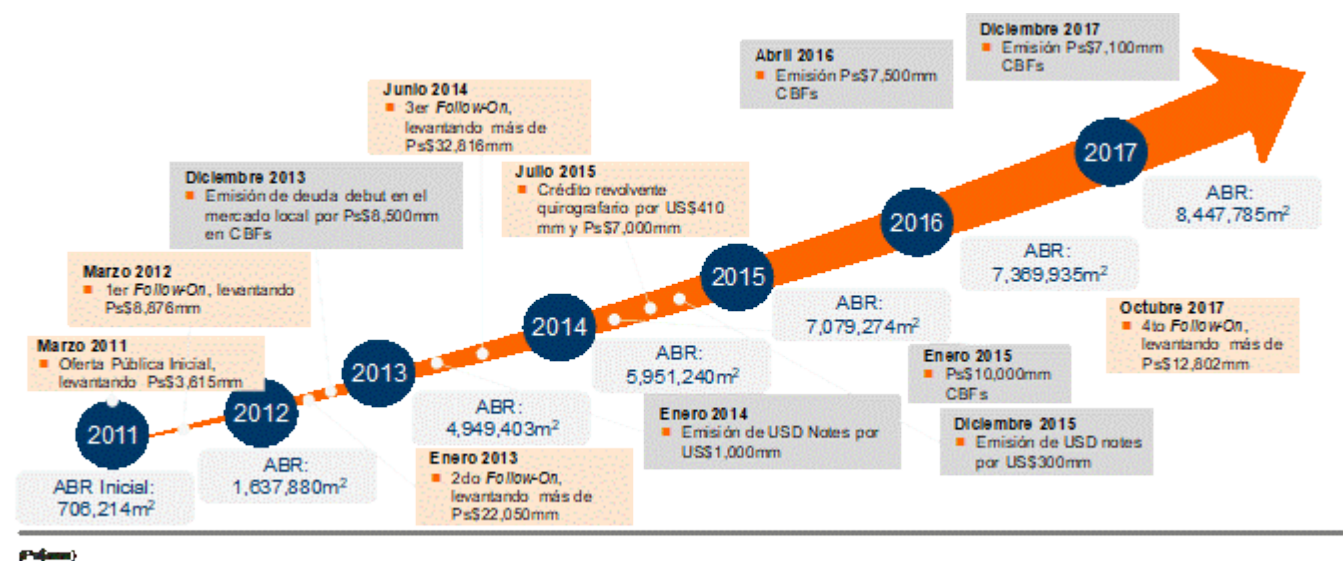 Diciembre 2017
Emisión Ps$7,100mm
CBFs
Abril 2016
Emisión Ps$7,500mm
CBFs
Junio 2014
3er Follow-On,
levantando más de
Ps$32,816mm
Diciembre 2013
Emisión de deuda debut en el
mercado local por Ps$8,500mm
en CBFs
Julio 2015
Crédito revolvente
quirografario por US$410
mm y Ps$7,000mm
Marzo 2012
1er Follow-On, levantando
Ps$8,876mm
Marzo 2011
Oferta Pública Inicial,
levantando Ps$3,615mm
2011
2012
2013
2014
2015
2016
2017
ABR Inicial:
706,214m²
ABR:
1,637,880m²
ABR:
4,949,403m²
ABR:
5,951,240m²
ABR:
7,079,274m²
ABR:
7,369,935m²
ABR:
8,447,785m²
Enero 2013
2do Follow-On,
levantando más de
Ps$22,050mm
Enero 2014
Emisión de USD Notes por
US$1,000mm
Enero 2015
Ps$10,000mm
CBFs
Diciembre 2015
Emisión de USD notes
por US$300mm
Octubre 2017
4to Follow-On,
levantando más de
Ps$12,802mm